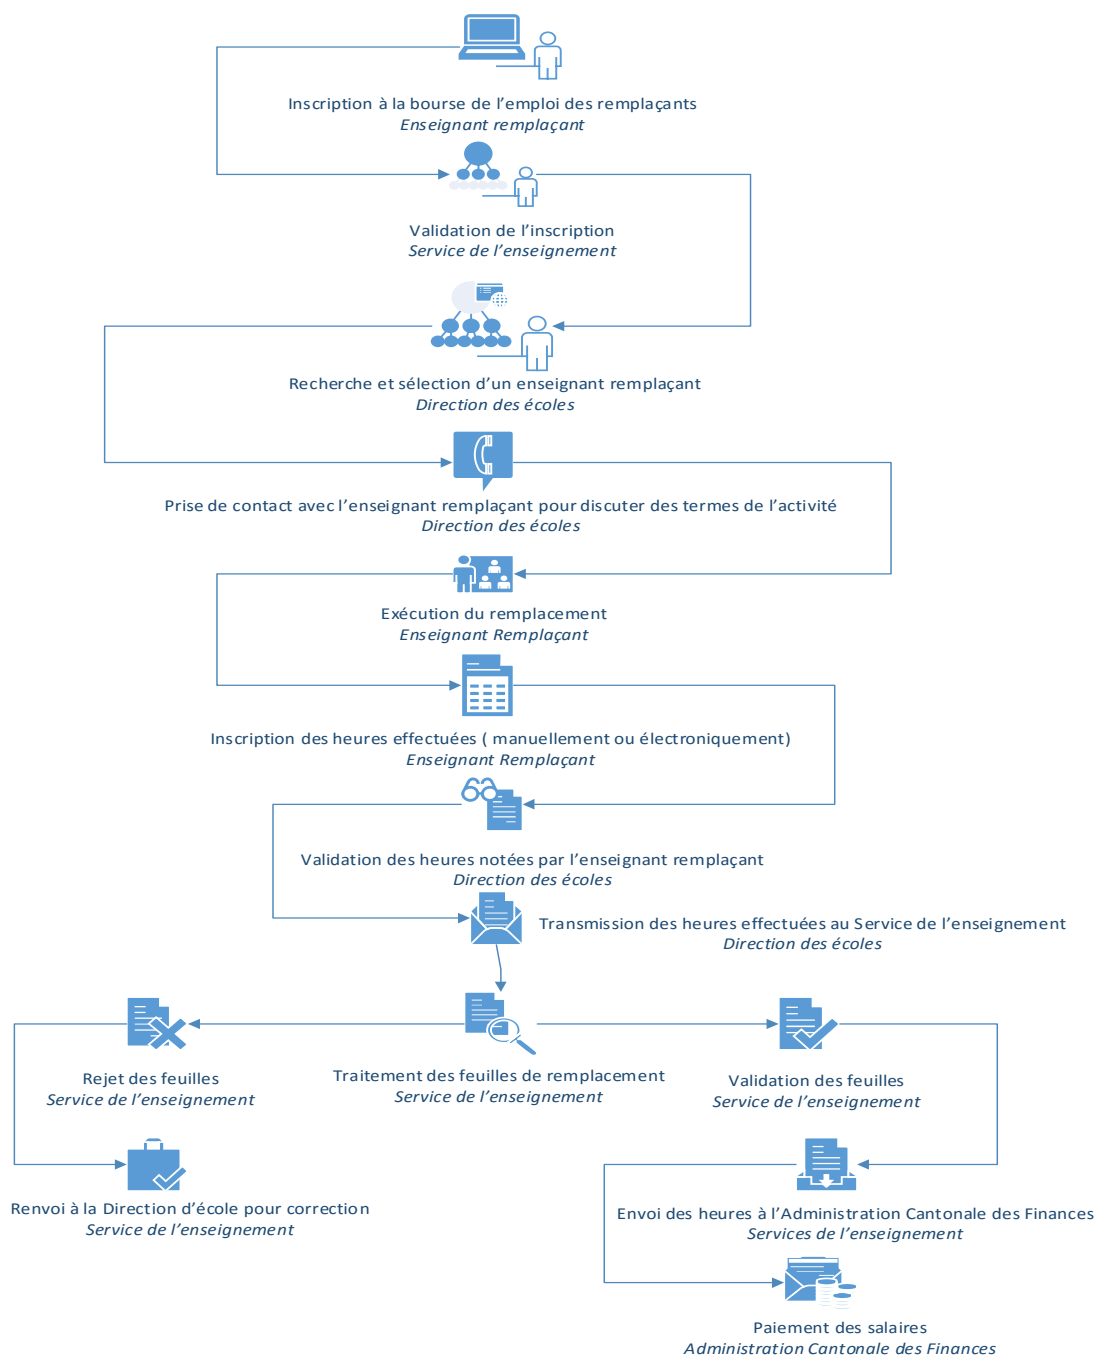 Inscription à la bourse de l'emploi des remplaçants
Enseignant remplaçant
Validation de l'inscription
Service de l'enseignement
Recherche et sélection d'un enseignant remplaçant
Direction des écoles
Prise de contact avec l'enseignant remplaçant pour discuter des termes de l'activité
Direction des écoles
Exécution du remplacement
Enseignant Remplaçant
Inscription des heures effectuées ( manuellement ou électroniquement)
Enseignant Remplaçant
Validation des heures notées par l'enseignant remplaçant
Direction des écoles
Transmission des heures effectuées au Service de l'enseignement
Direction des écoles
Rejet des feuilles
Service de l'enseignement
Traitement des feuilles de remplacement
Service de l'enseignement
Validation des feuilles
Service de l'enseignement
Renvoi à la Direction d'école pour correction
Service de l'enseignement
Envoi des heures à l'Administration Cantonale des Finances
Services de l'enseignement
Paiement des salaires
Administration Cantonale des Finances